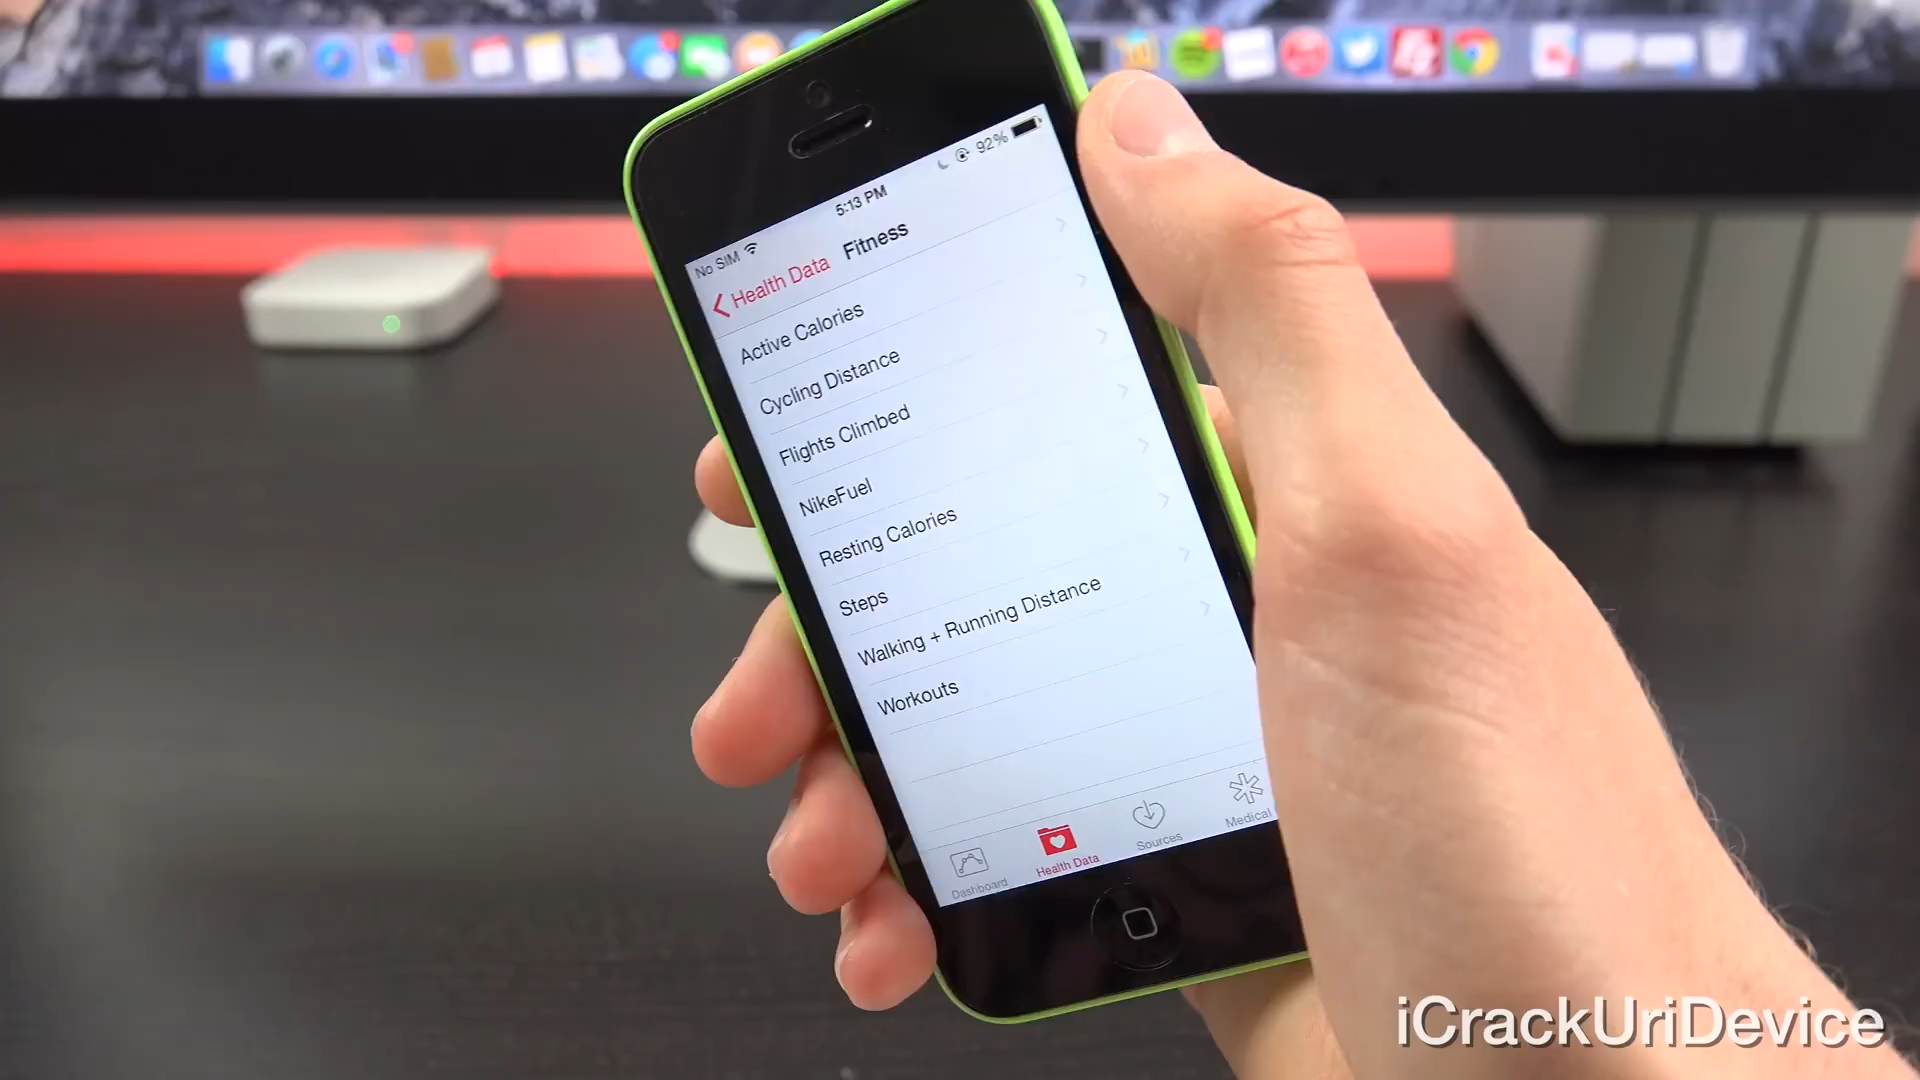 No SIM 5:13 PM 92%
Health Data Fitness
Active Calories
Cycling Distance
Flights Climbed
NikeFuel
Resting Calories
Steps
Walking + Running Distance
Workouts
Dashboard Health Data Sources Medical
iCrackUriDevice